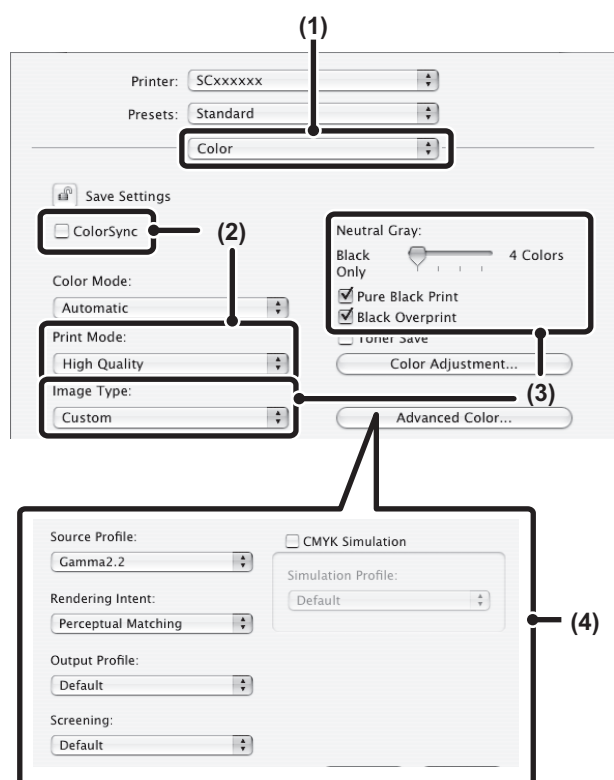 (1)
Printer: SCxxxxxx
Presets: Standard
Color
Save Settings
ColorSync
(2)
Neutral Gray:
Black Only
4 Colors
Pure Black Print
Black Overprint
Color Mode:
Automatic
Print Mode:
High Quality
Toner Save
Color Adjustment...
(3)
Image Type:
Custom
Advanced Color...
Source Profile:
Gamma2.2
CMYK Simulation
Simulation Profile:
Default
Rendering Intent:
Perceptual Matching
(4)
Output Profile:
Default
Screening:
Default